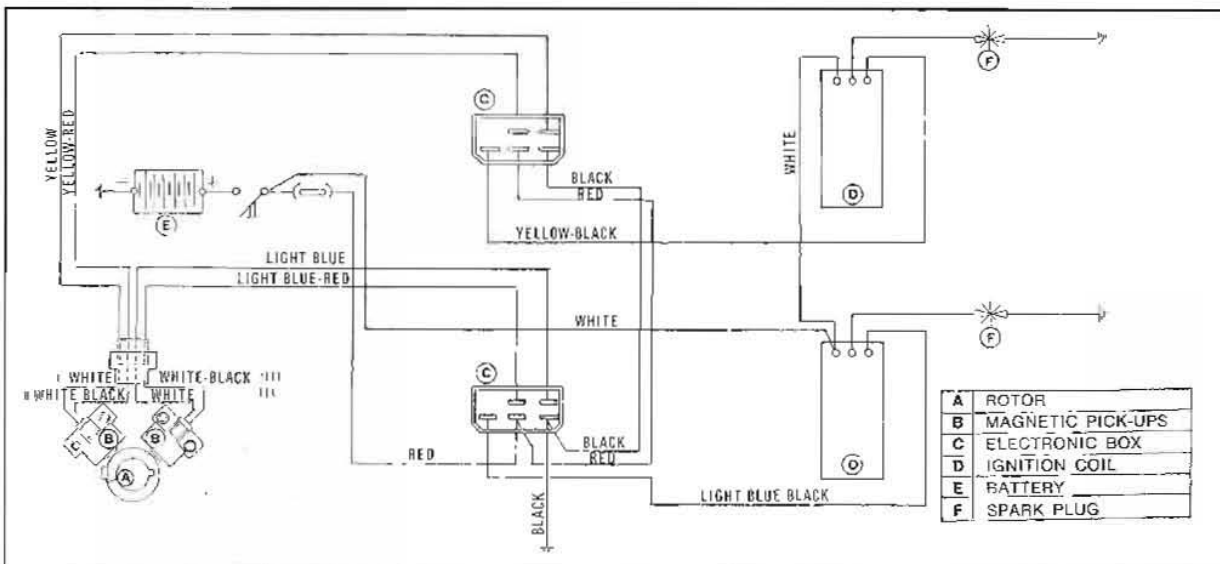 YELLOW
YELLOW-RED
C
BLACK
RED
YELLOW-BLACK
WHITE
D
F
- +
E
LIGHT BLUE
LIGHT BLUE-RED
WHITE
F
WHITE
WHITE-BLACK
WHITE BLACK
WHITE
B
B
A
C
RED
BLACK
RED
BLACK
LIGHT BLUE BLACK
D
A ROTOR
B MAGNETIC PICK-UPS
C ELECTRONIC BOX
D IGNITION COIL
E BATTERY
F SPARK PLUG